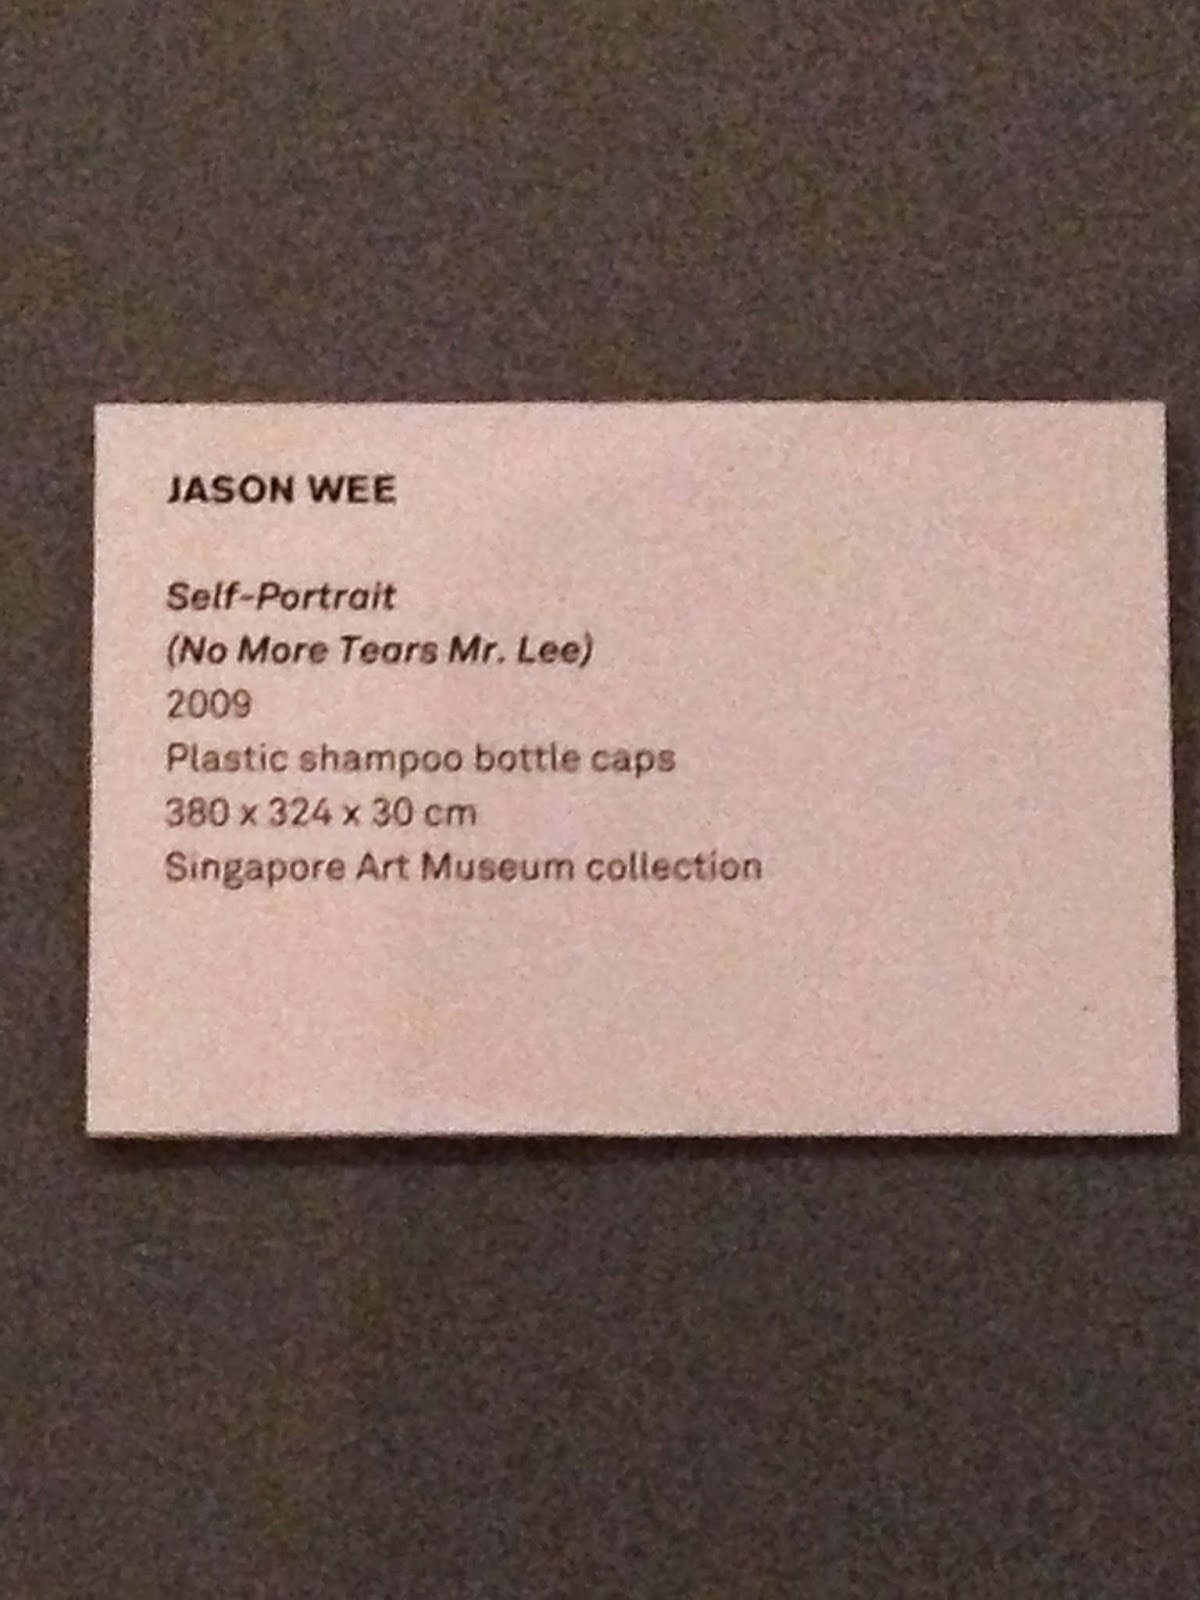 JASON WEE
Self-Portrait
(No More Tears Mr. Lee)
2009
Plastic shampoo bottle caps
380 x 324 x 30 cm
Singapore Art Museum collection